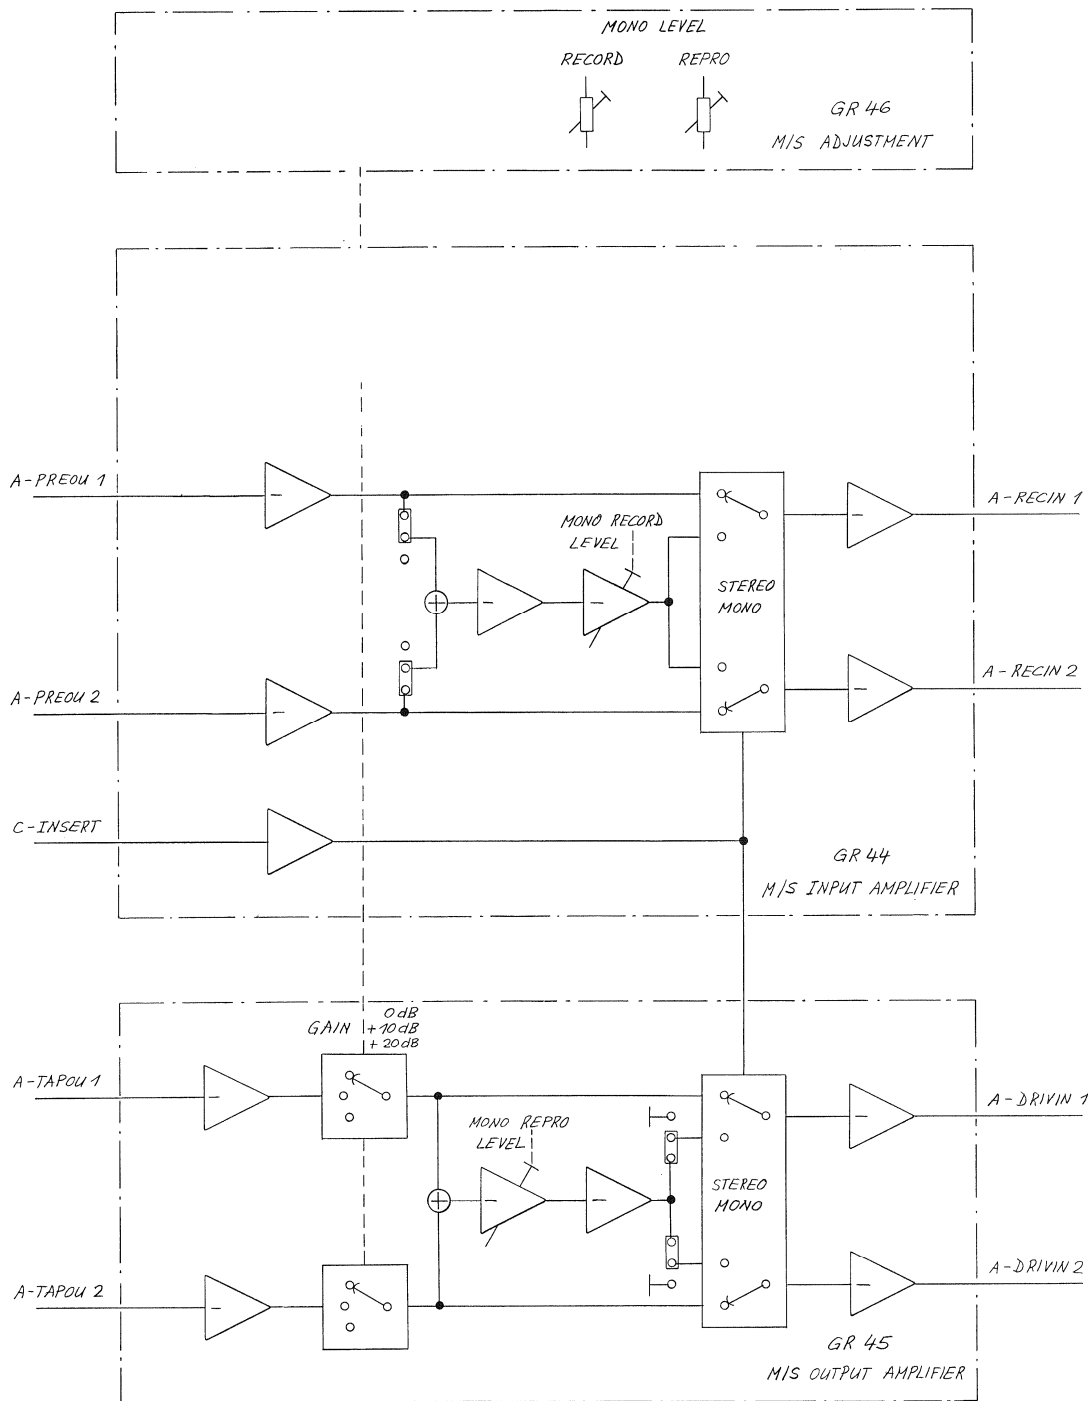 MONO LEVEL
RECORD
REPRO
GR 46
M/S ADJUSTMENT
A-PREOU 1
A-RECIN 1
MONO RECORD
LEVEL
STEREO
MONO
A-PREOU 2
A-RECIN 2
C-INSERT
GR 44
M/S INPUT AMPLIFIER
GAIN
0 dB
+10 dB
+20 dB
A-TAPOU 1
A-DRIVIN 1
MONO REPRO
LEVEL
STEREO
MONO
A-TAPOU 2
A-DRIVIN 2
GR 45
M/S OUTPUT AMPLIFIER